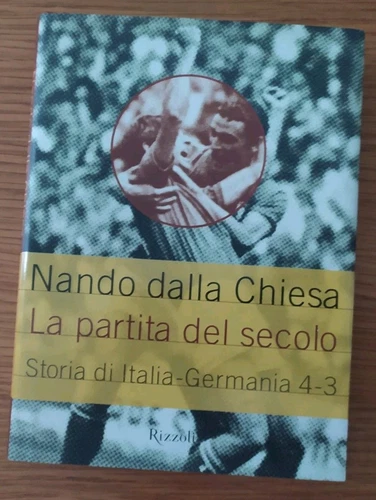 Nando dalla Chiesa
La partita del secolo
Storia di Italia-Germania 4-3
Rizzoli